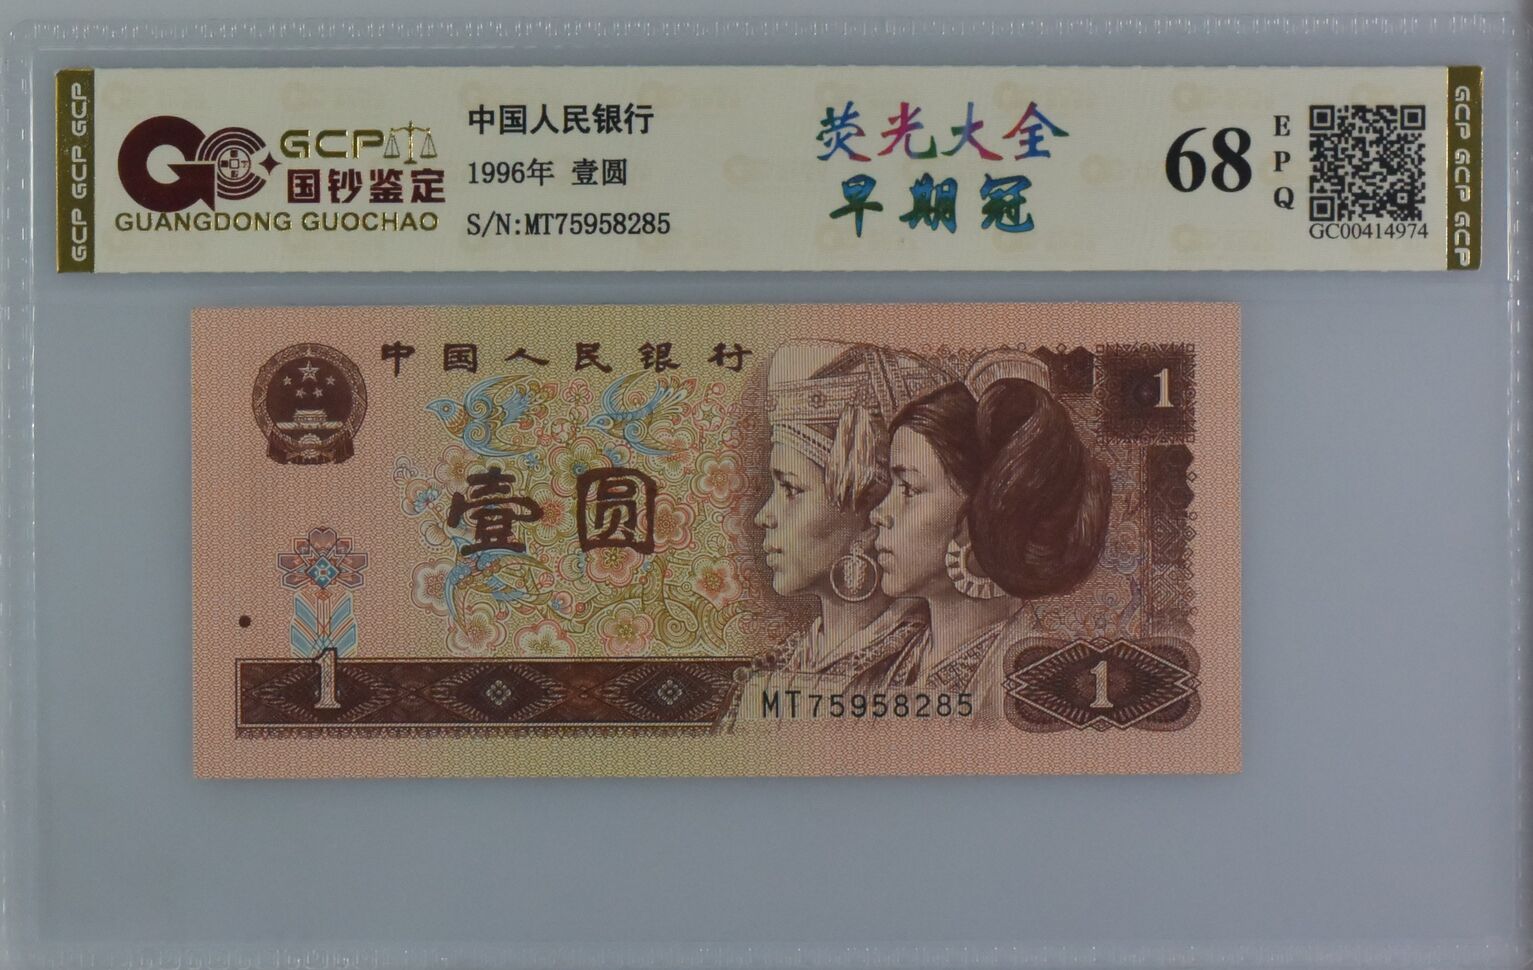 GCP GCP GCP
GCP
国钞鉴定
GUANGDONG GUOCHAO
中国人民银行
1996年 壹圆
S/N:MT75958285
荧光大全
早期冠
68
EPQ
GC00414974
GCP GCP GCP
中国人民银行
1
壹圆
1
MT75958285
1